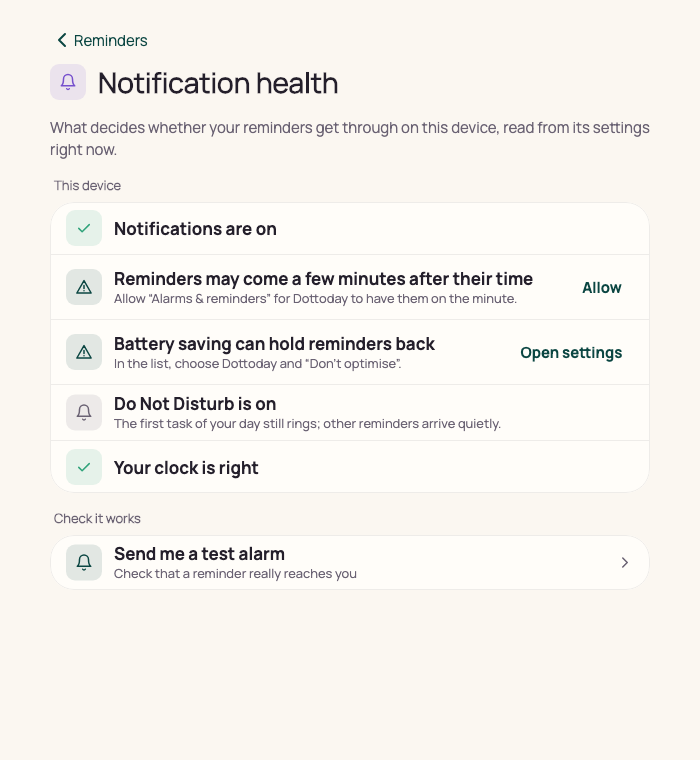 Reminders
Notification health
What decides whether your reminders get through on this device, read from its settings
right now.
This device
Notifications are on
Reminders may come a few minutes after their time
Allow “Alarms & reminders” for Dottoday to have them on the minute.
Allow
Battery saving can hold reminders back
In the list, choose Dottoday and “Don’t optimise”.
Open settings
Do Not Disturb is on
The first task of your day still rings; other reminders arrive quietly.
Your clock is right
Check it works
Send me a test alarm
Check that a reminder really reaches you